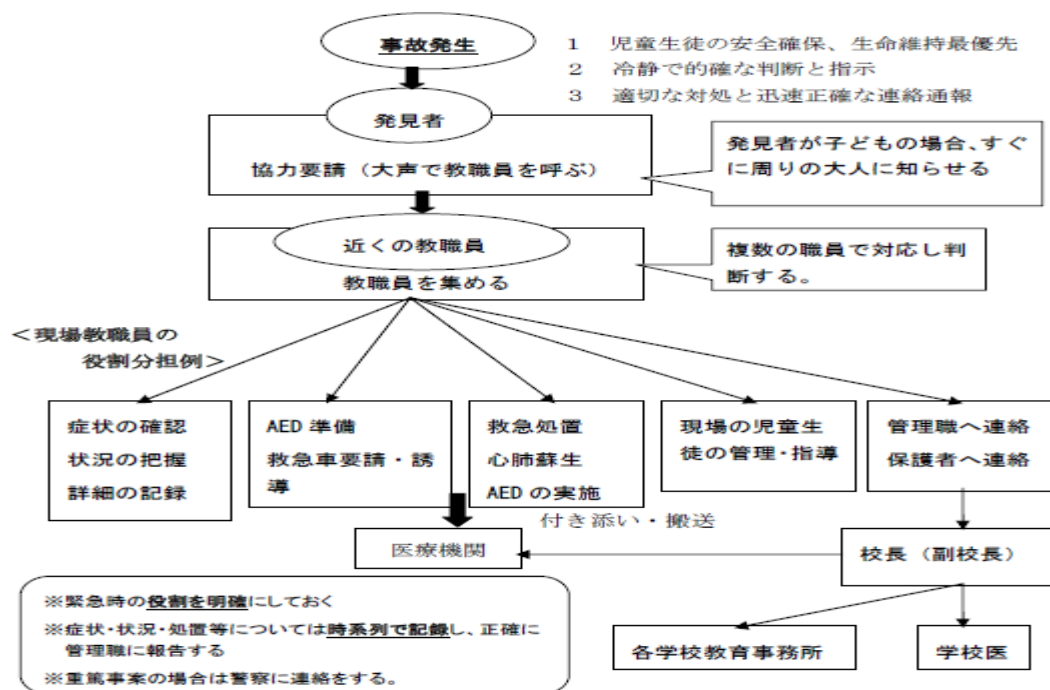 事故発生
1 児童生徒の安全確保、生命維持最優先
2 冷静で的確な判断と指示
3 適切な対処と迅速正確な連絡通報
発見者
協力要請（大声で教職員を呼ぶ）
発見者が子どもの場合、すぐ
に周りの大人に知らせる
近くの教職員
教職員を集める
複数の職員で対応し判
断する。
＜現場教職員の
役割分担例＞
症状の確認
状況の把握
詳細の記録
AED 準備
救急車要請・誘
導
救急処置
心肺蘇生
AED の実施
現場の児童生
徒の管理・指導
管理職へ連絡
保護者へ連絡
付き添い・搬送
医療機関
校長（副校長）
各学校教育事務所
学校医
※緊急時の役割を明確にしておく
※症状・状況・処置等については時系列で記録し、正確に
管理職に報告する
※重篤事案の場合は警察に連絡をする。